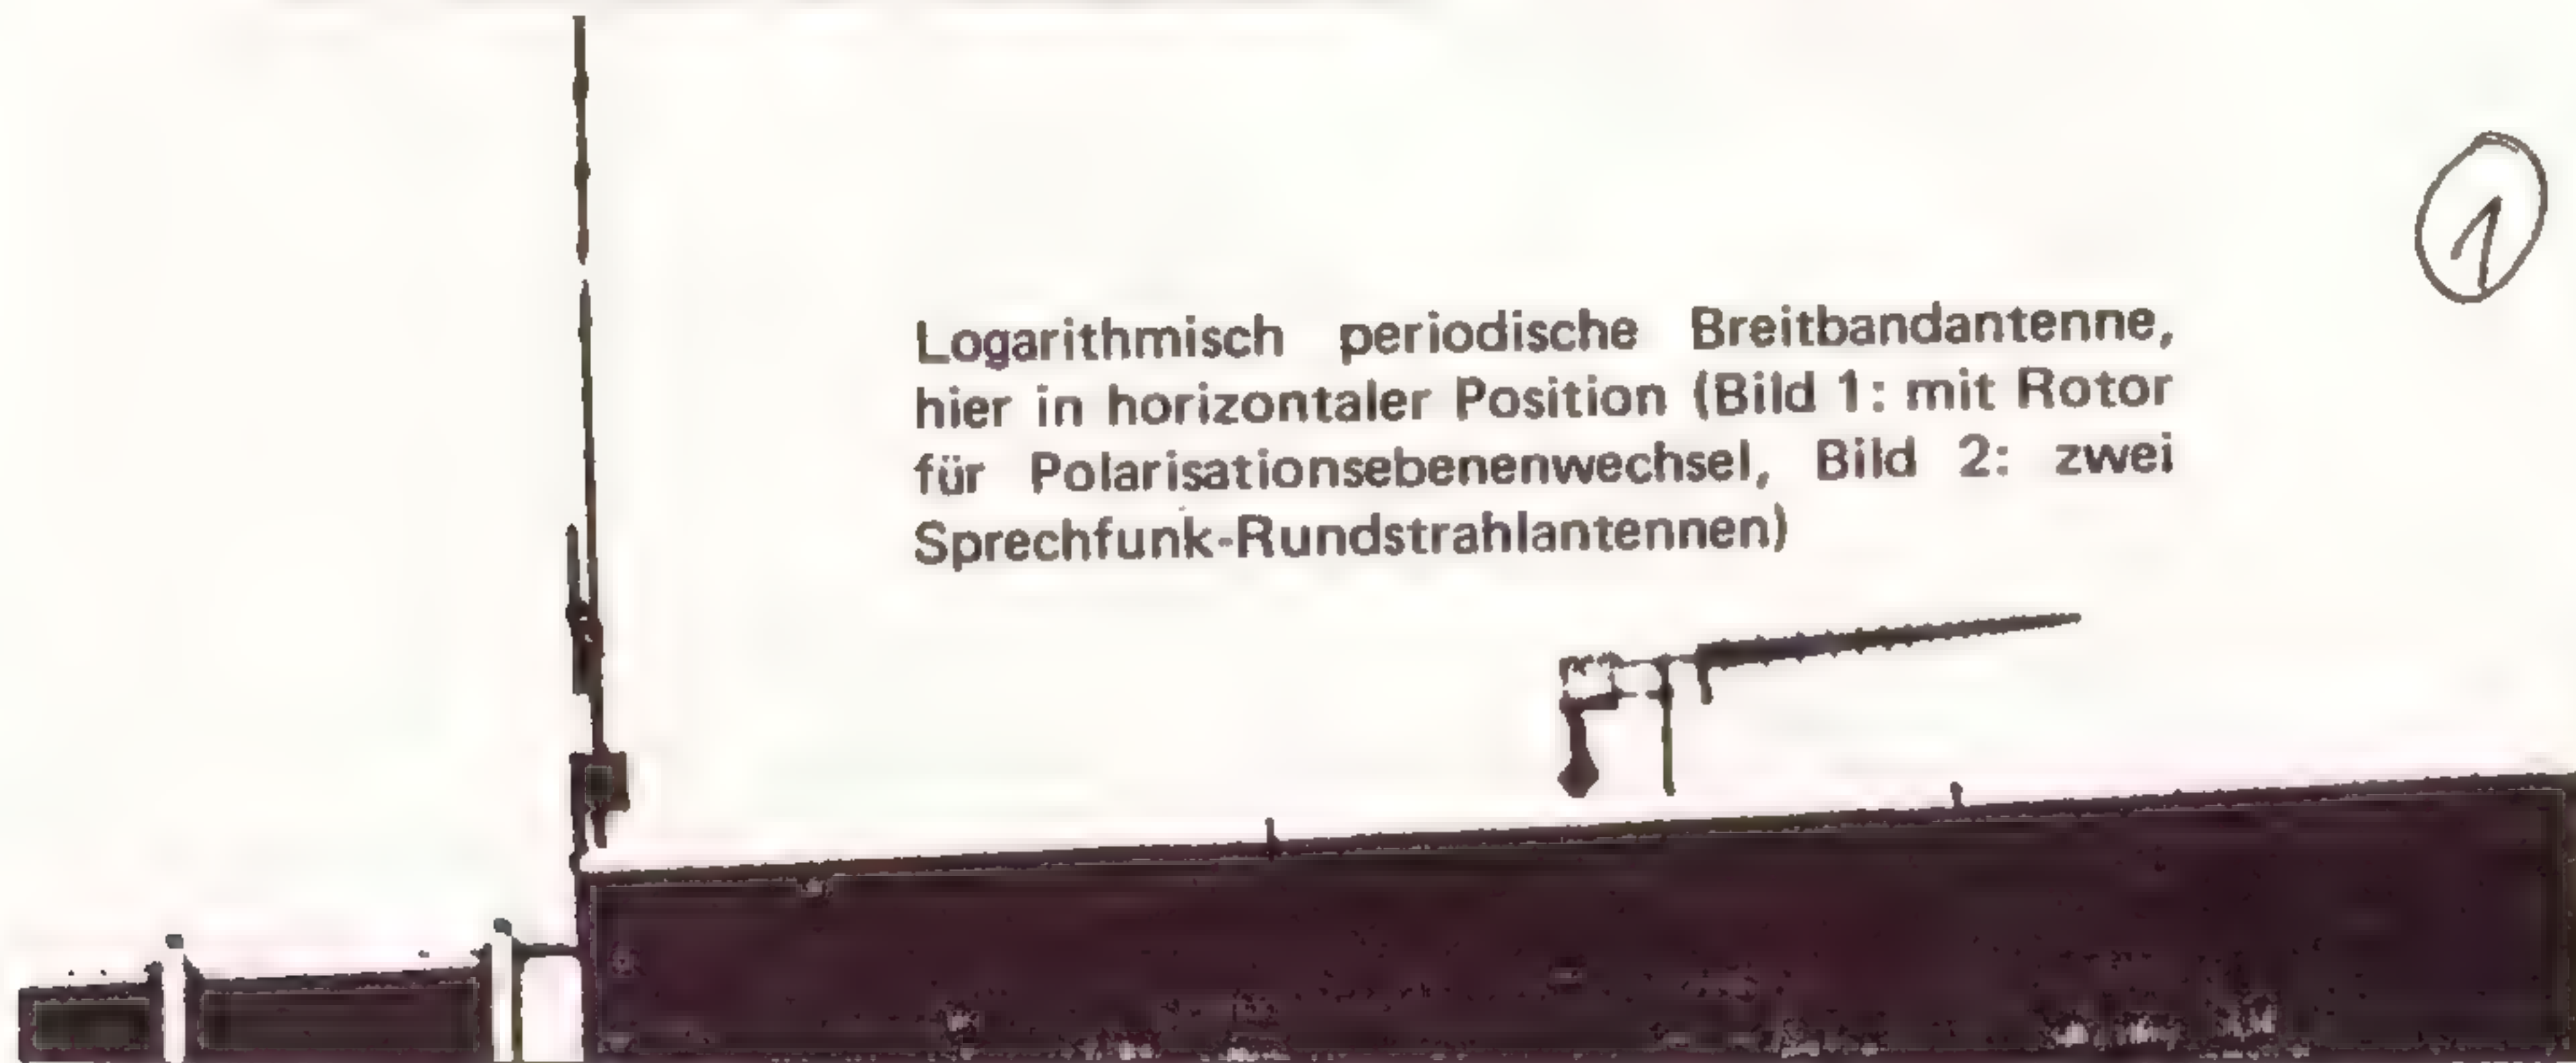 1
Logarithmisch periodische Breitbandantenne,
hier in horizontaler Position (Bild 1: mit Rotor
für Polarisationsebenenwechsel, Bild 2: zwei
Sprechfunk-Rundstrahlantennen)